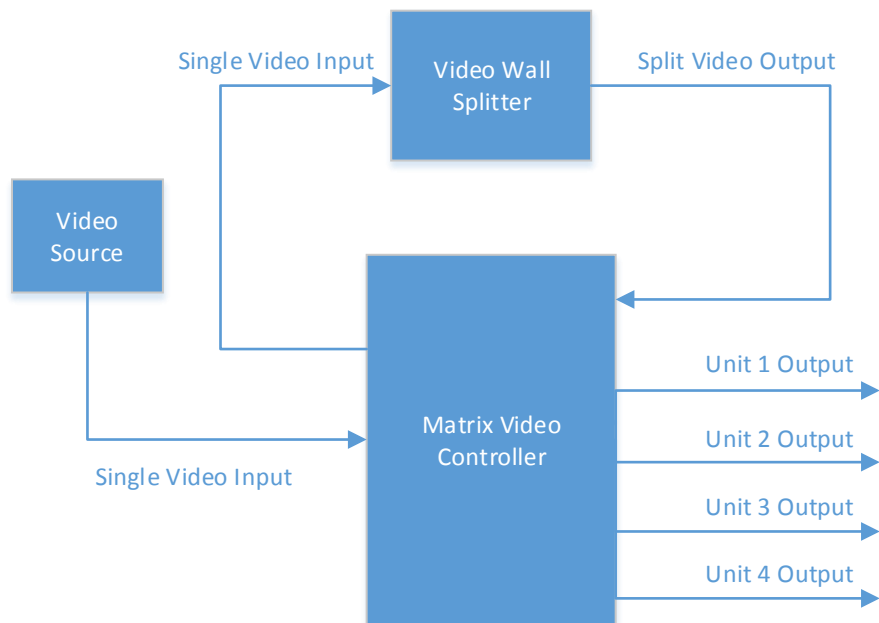 Single Video Input
Video Wall
Splitter
Split Video Output
Video
Source
Unit 1 Output
Matrix Video
Controller
Unit 2 Output
Single Video Input
Unit 3 Output
Unit 4 Output